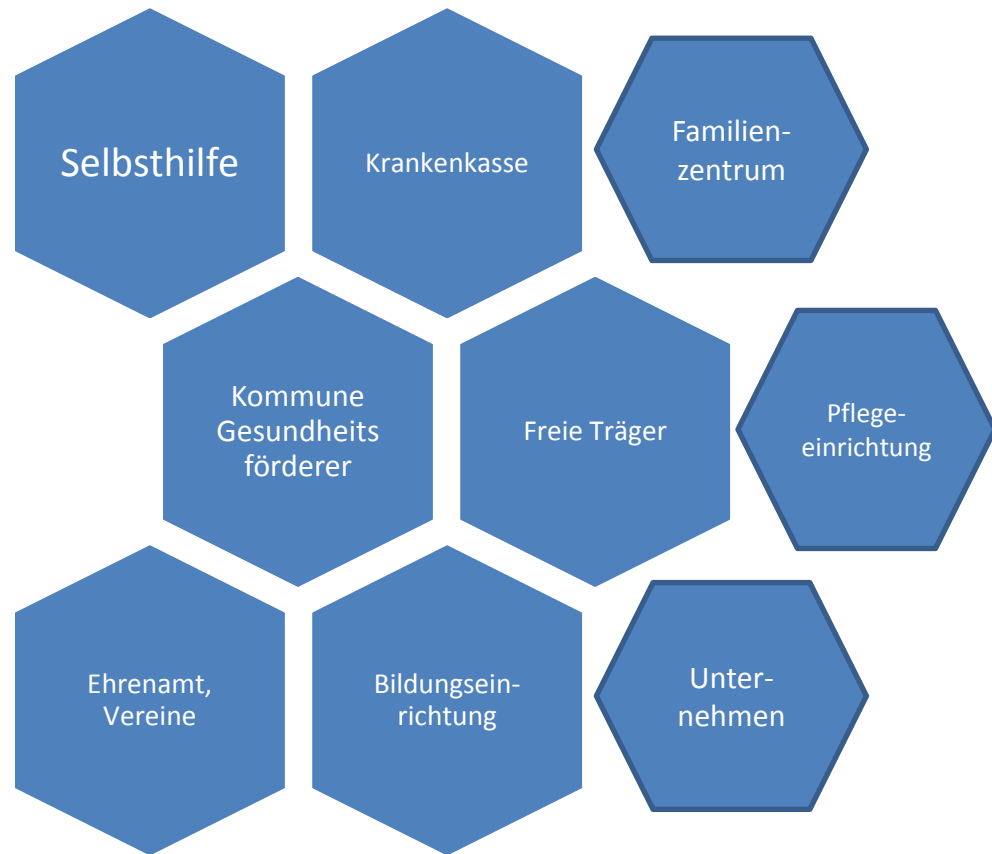 Selbsthilfe
Krankenkasse
Familien-
zentrum
Kommune
Gesundheits
förderer
Freie Träger
Pflege-
einrichtung
Ehrenamt,
Vereine
Bildungsein-
richtung
Unter-
nehmen